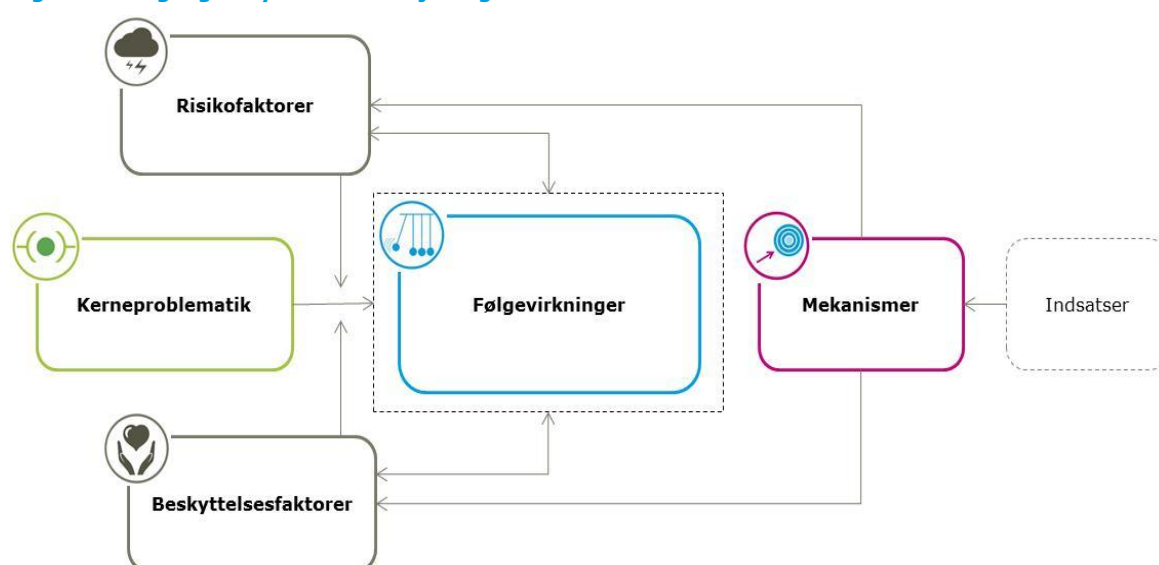 Risikofaktorer
Kerneproblematik
Følgevirkninger
Mekanismer
Indsatser
Beskyttelsesfaktorer